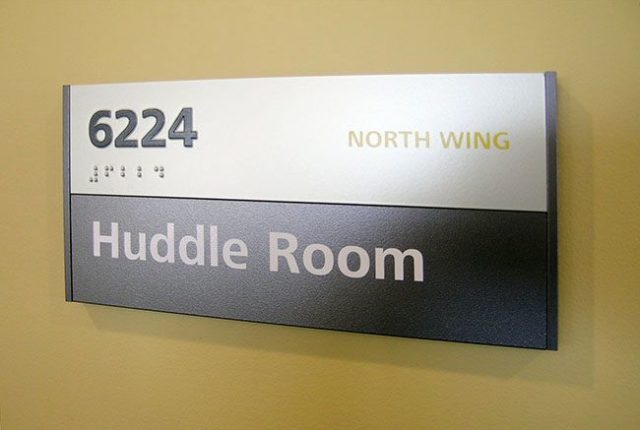 6224
NORTH WING
⠼⠋⠃⠃⠙
Huddle Room